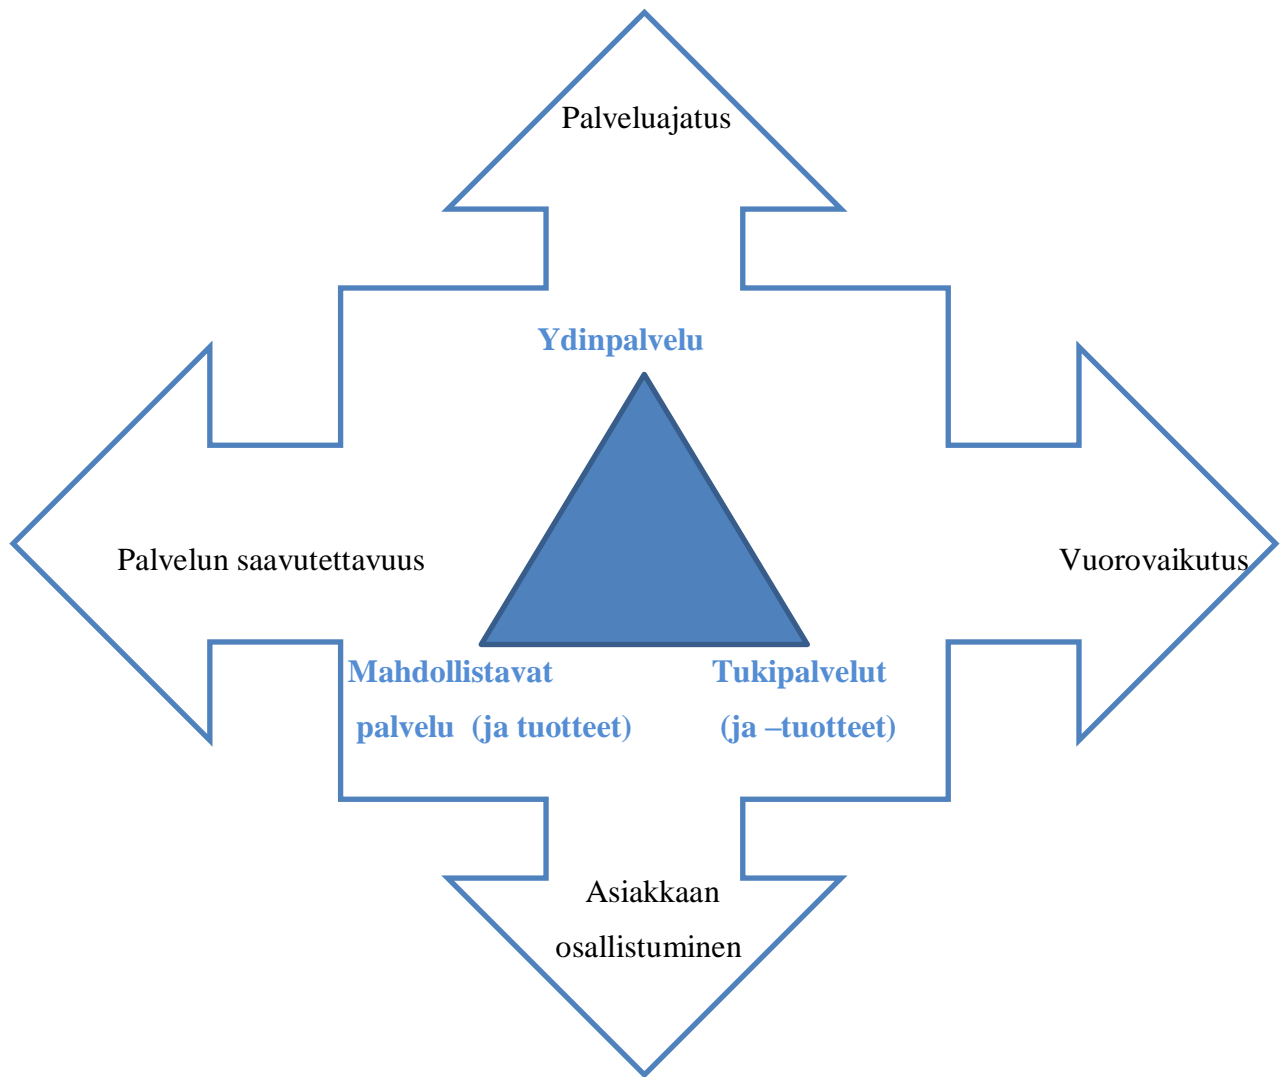 Palveluajatus
Ydinpalvelu
Palvelun saavutettavuus
Vuorovaikutus
Mahdollistavat
palvelu (ja tuotteet)
Tukipalvelut
(ja –tuotteet)
Asiakkaan
osallistuminen